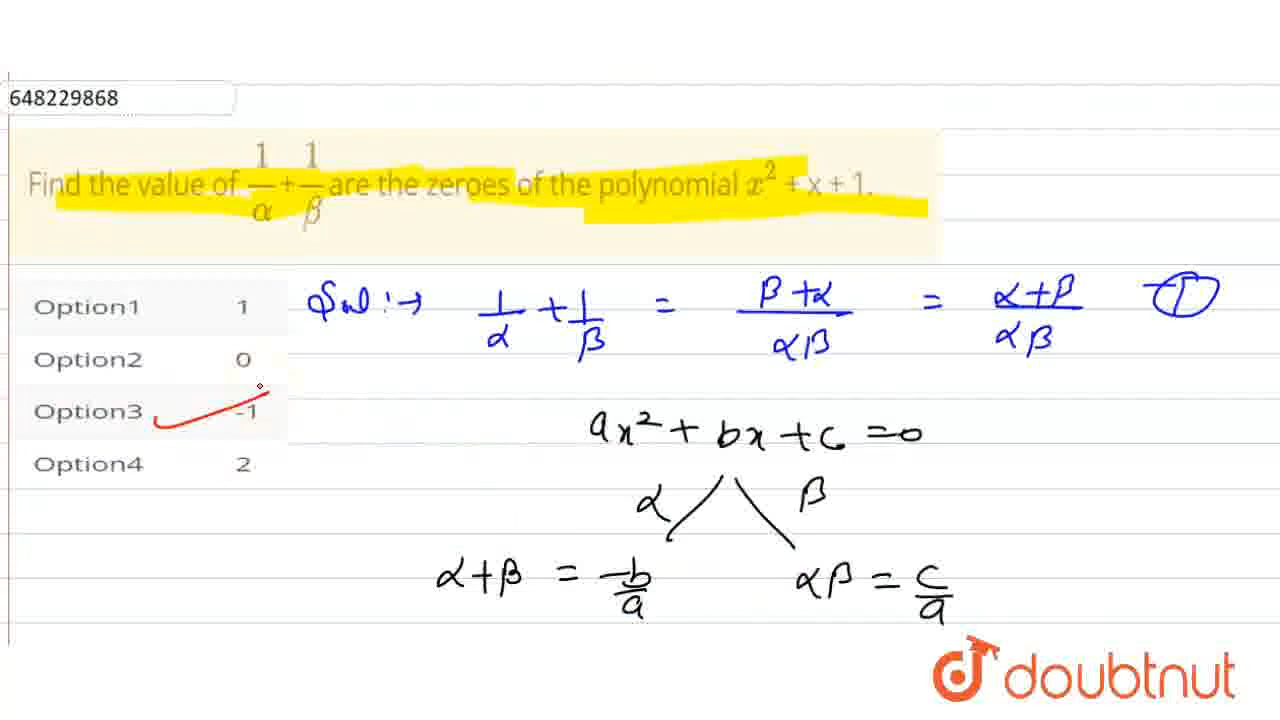 648229868
Find the value of 1/α + 1/β are the zeroes of the polynomial x² + x + 1.
Option1 1
Option2 0
Option3 -1
Option4 2
Sol :→ 1/α + 1/β = β+α/αβ = α+β/αβ —①
ax² + bx + c = 0
α β
α+β = -b/a αβ = c/a
doubtnut